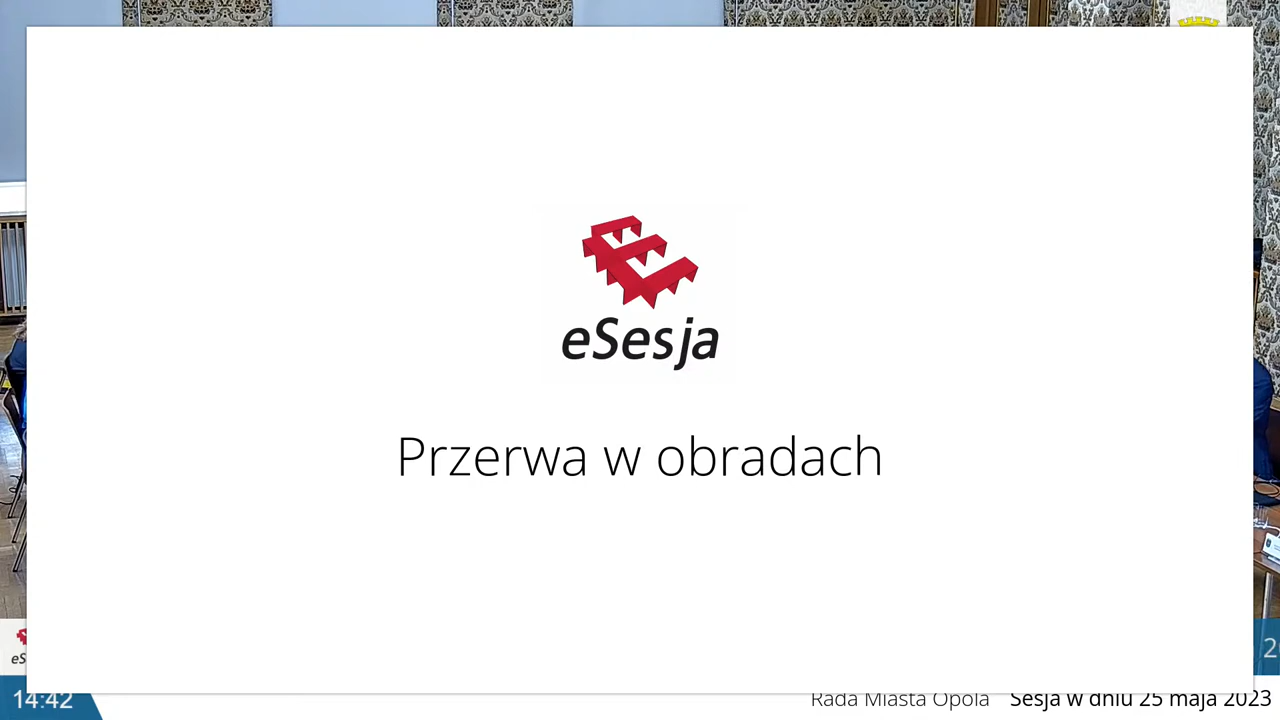 eSesja
Przerwa w obradach
14:42
Rada Miasta Opola Sesja w dniu 25 maja 2023